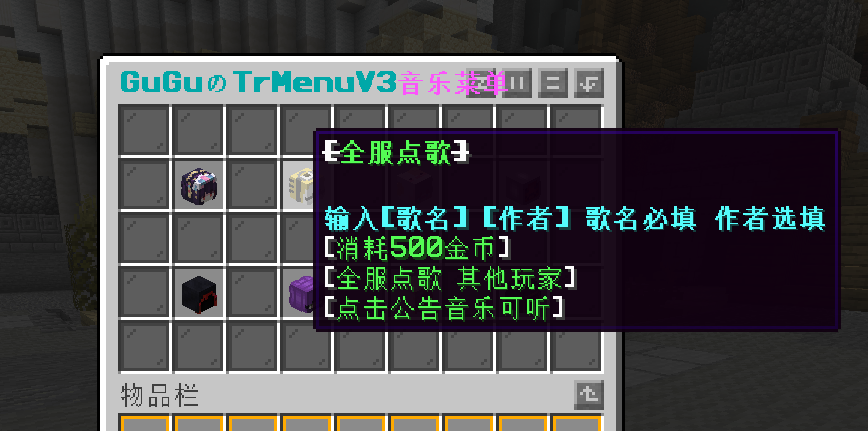 GuGuのTrMenuV3音乐菜单
[全服点歌]
输入[歌名] [作者] 歌名必填 作者选填
[消耗500金币]
[全服点歌 其他玩家]
[点击公告音乐可听]
物品栏